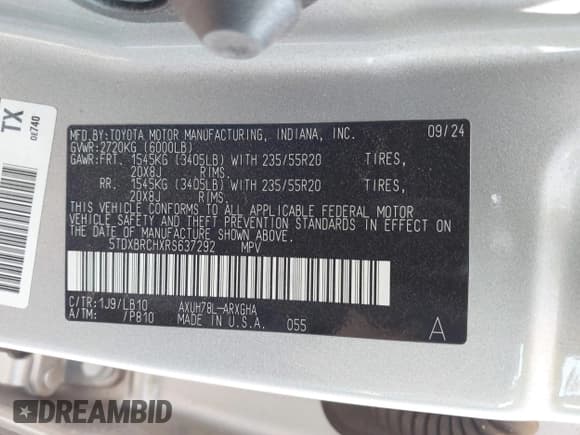 TX
0E740
MFD.BY:TOYOTA MOTOR MANUFACTURING, INDIANA, INC. 09/24
GVWR:2720KG (6000LB)
GAWR:FRT. 1545KG (3405LB) WITH 235/55R20 TIRES,
20X8J RIMS.
RR. 1545KG (3405LB) WITH 235/55R20 TIRES,
20X8J RIMS.
THIS VEHICLE CONFORMS TO ALL APPLICABLE FEDERAL MOTOR
VEHICLE SAFETY AND THEFT PREVENTION STANDARDS IN EFFECT
ON THE DATE OF MANUFACTURE SHOWN ABOVE.
5TDXBRCHXRS637292 MPV
C/TR:1J9/LB10 AXUH78L-ARXGHA
A/TM: /P810 MADE IN U.S.A. 055 A
DREAMBID